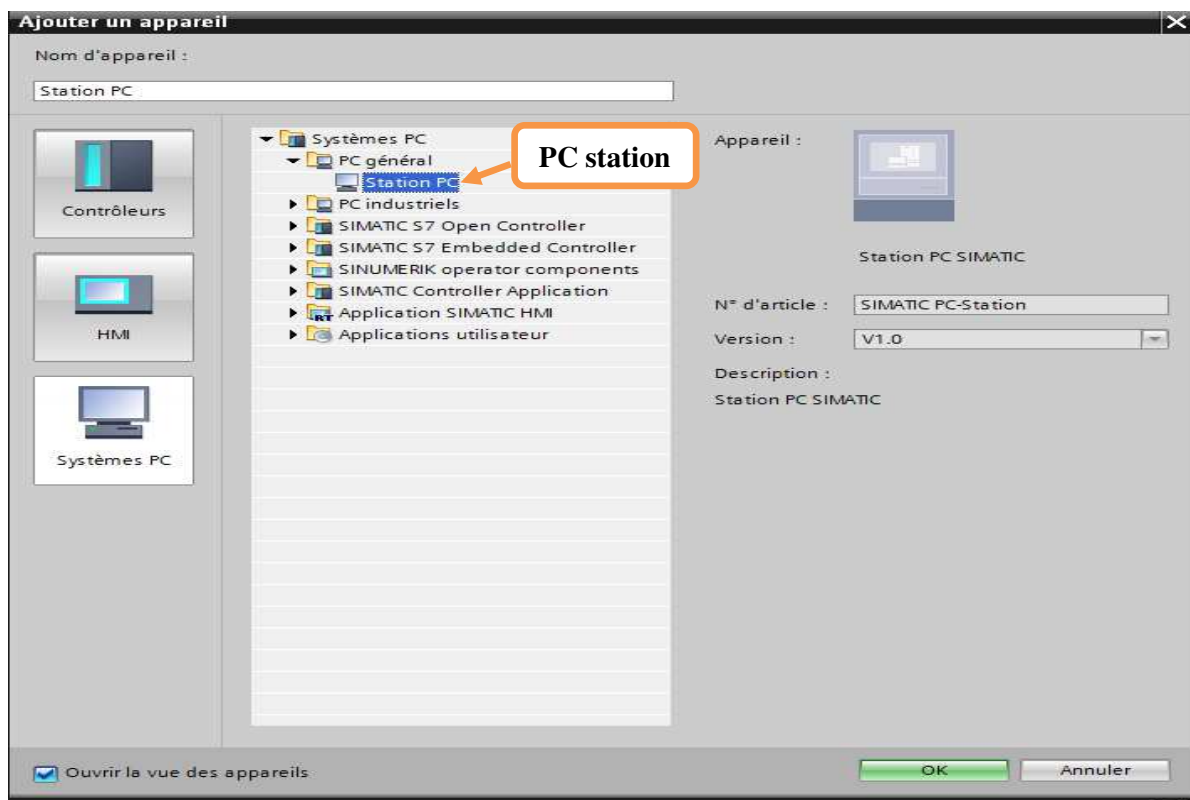 Ajouter un appareil
Nom d'appareil :
Station PC
Contrôleurs
HMI
Systèmes PC
Systèmes PC
PC général
Station PC
PC industriels
SIMATIC S7 Open Controller
SIMATIC S7 Embedded Controller
SINUMERIK operator components
SIMATIC Controller Application
RT Application SIMATIC HMI
Applications utilisateur
PC station
Appareil :
Station PC SIMATIC
N° d'article : SIMATIC PC-Station
Version : V1.0
Description :
Station PC SIMATIC
Ouvrir la vue des appareils
OK Annuler